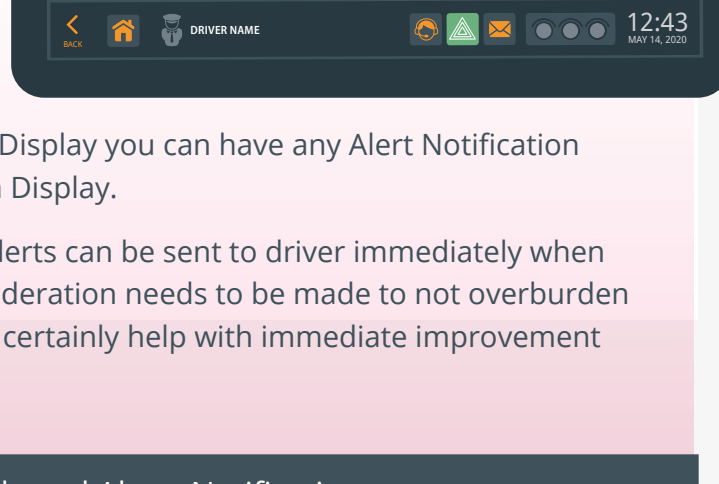 BACK
DRIVER NAME
12:43
MAY 14, 2020
Display you can have any Alert Notification
Display.
lerts can be sent to driver immediately when
deration needs to be made to not overburden
certainly help with immediate improvement